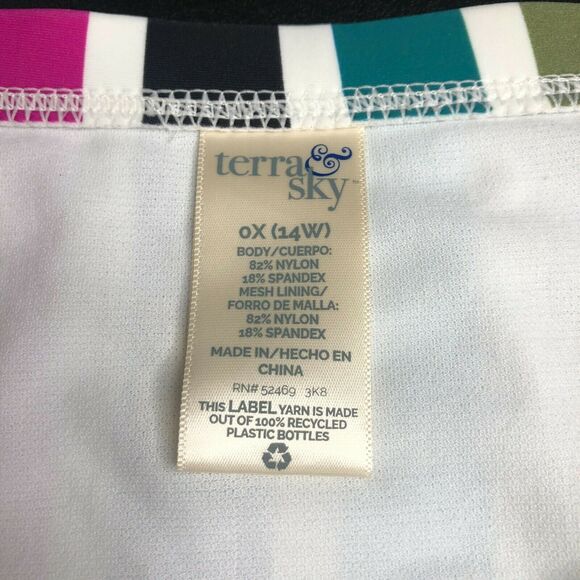 terra &
sky™
0X (14W)
BODY/CUERPO:
82% NYLON
18% SPANDEX
MESH LINING/
FORRO DE MALLA:
82% NYLON
18% SPANDEX
MADE IN/HECHO EN
CHINA
RN# 52469 3K8
THIS LABEL YARN IS MADE
OUT OF 100% RECYCLED
PLASTIC BOTTLES